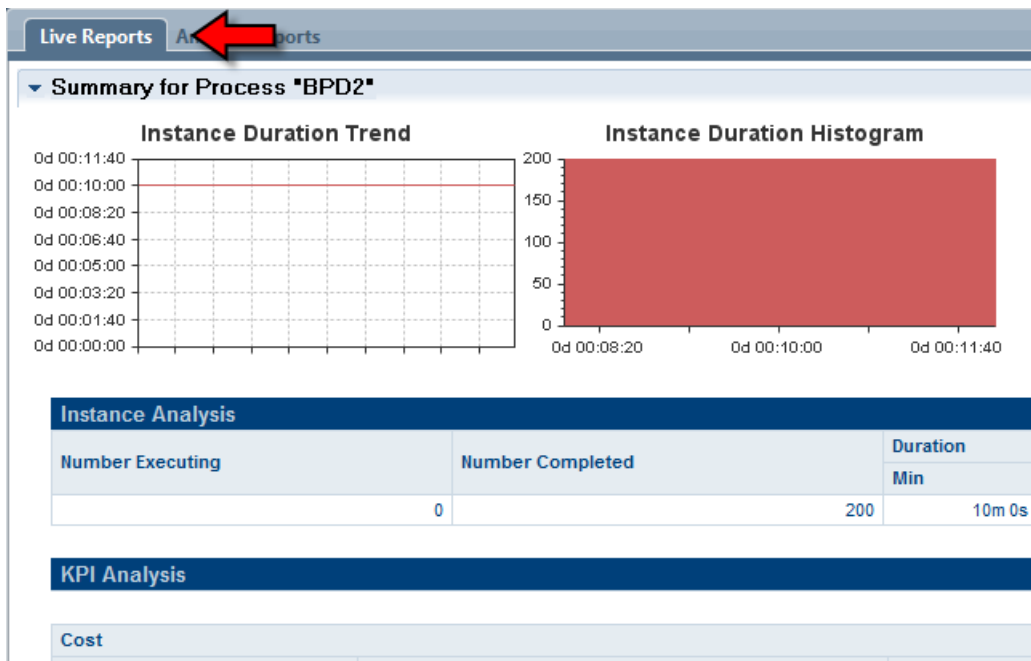 Live Reports
Summary for Process "BPD2"
Instance Duration Trend
0d 00:11:40
0d 00:10:00
0d 00:08:20
0d 00:06:40
0d 00:05:00
0d 00:03:20
0d 00:01:40
0d 00:00:00
Instance Duration Histogram
200
150
100
50
0
0d 00:08:20 0d 00:10:00 0d 00:11:40
Instance Analysis
Number Executing Number Completed Duration
Min
0 200 10m 0s
KPI Analysis
Cost